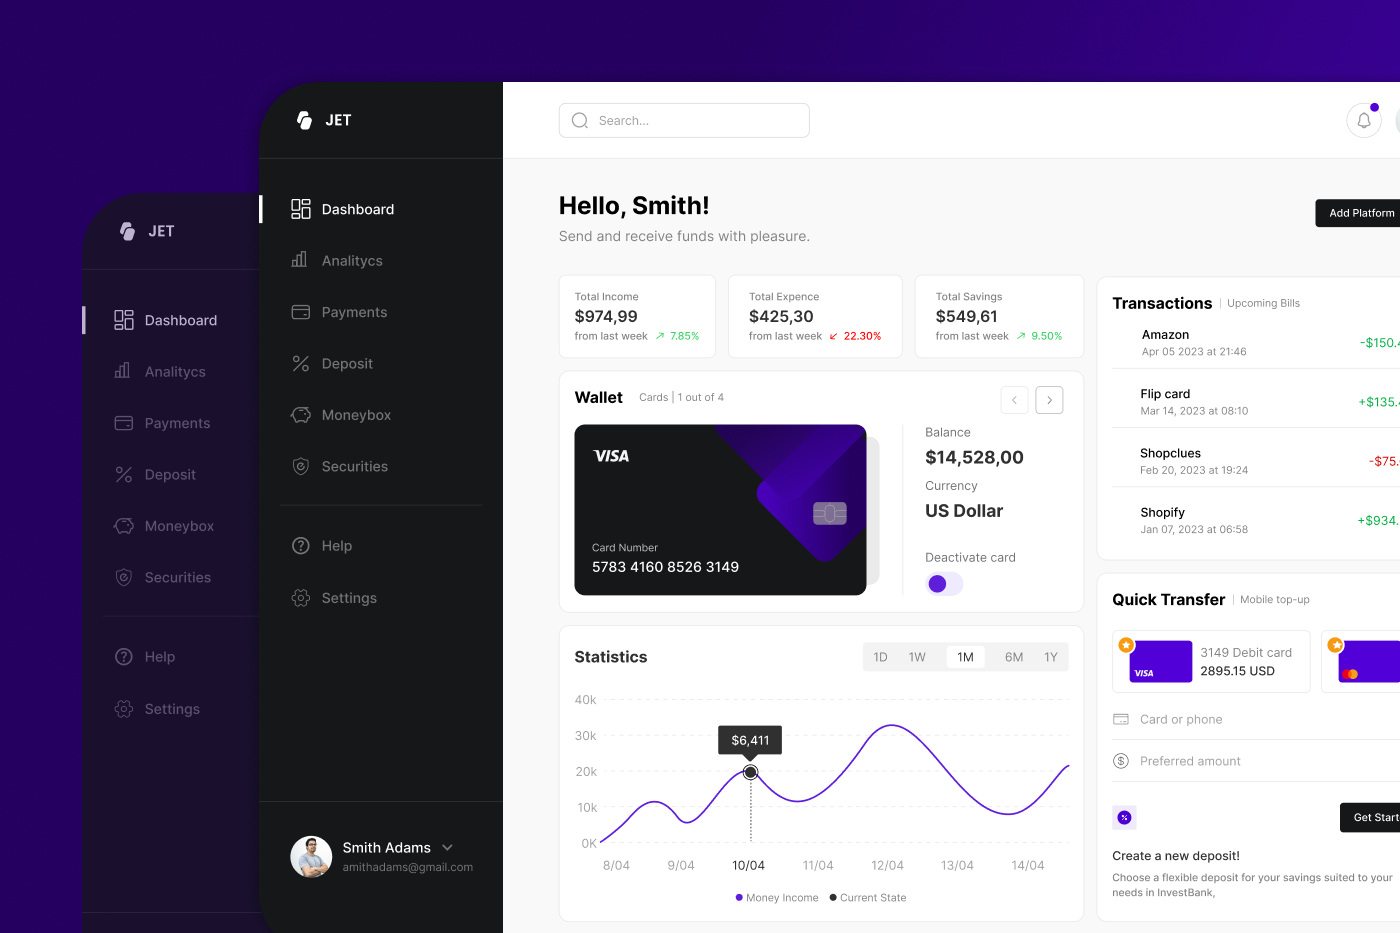 JET
Dashboard
Analitycs
Payments
Deposit
Moneybox
Securities
Help
Settings
JET
Dashboard
Analitycs
Payments
Deposit
Moneybox
Securities
Help
Settings
Smith Adams
amithadams@gmail.com
Search...
Hello, Smith!
Send and receive funds with pleasure.
Add Platform
Total Income
$974,99
from last week 7.85%
Total Expence
$425,30
from last week 22.30%
Total Savings
$549,61
from last week 9.50%
Wallet Cards | 1 out of 4
VISA
Card Number
5783 4160 8526 3149
Balance
$14,528,00
Currency
US Dollar
Deactivate card
Statistics
1D 1W 1M 6M 1Y
40k
30k
20k
10k
0K
$6,411
8/04 9/04 10/04 11/04 12/04 13/04 14/04
Money Income Current State
Transactions | Upcoming Bills
Amazon
Apr 05 2023 at 21:46
-$150.4
Flip card
Mar 14, 2023 at 08:10
+$135.
Shopclues
Feb 20, 2023 at 19:24
-$75.
Shopify
Jan 07, 2023 at 06:58
+$934.
Quick Transfer | Mobile top-up
VISA
3149 Debit card
2895.15 USD
Card or phone
$ Preferred amount
%
Get Start
Create a new deposit!
Choose a flexible deposit for your savings suited to your
needs in InvestBank,